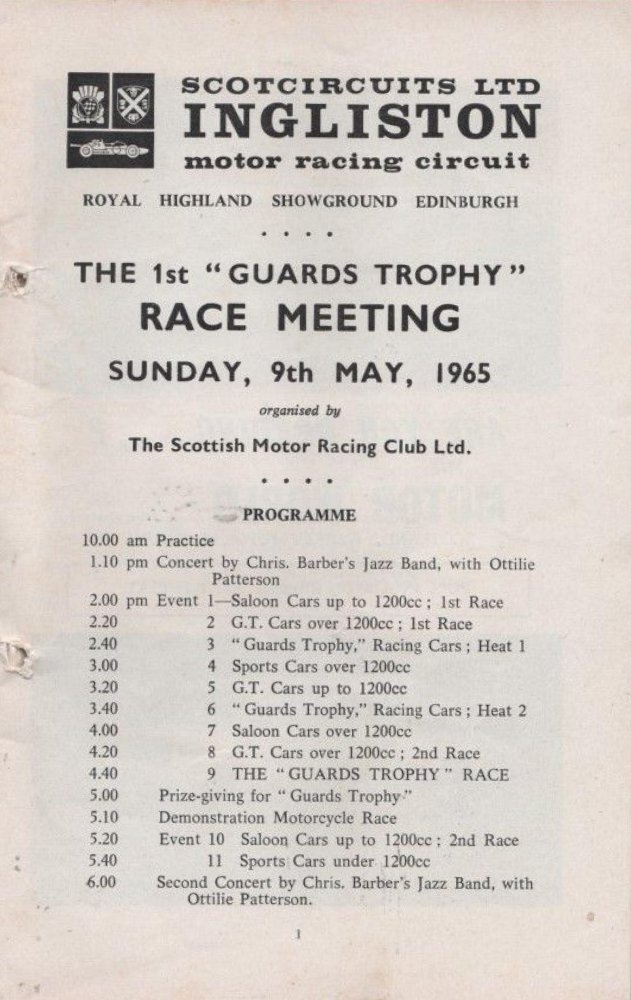 SCOTCIRCUITS LTD
INGLISTON
motor racing circuit
ROYAL HIGHLAND SHOWGROUND EDINBURGH
. . . .
THE 1st “GUARDS TROPHY”
RACE MEETING
SUNDAY, 9th MAY, 1965
organised by
The Scottish Motor Racing Club Ltd.
. . . .
PROGRAMME
10.00 am Practice
1.10 pm Concert by Chris. Barber's Jazz Band, with Ottilie
Patterson
2.00 pm Event 1—Saloon Cars up to 1200cc ; 1st Race
2.20 2 G.T. Cars over 1200cc ; 1st Race
2.40 3 “Guards Trophy,” Racing Cars ; Heat 1
3.00 4 Sports Cars over 1200cc
3.20 5 G.T. Cars up to 1200cc
3.40 6 “Guards Trophy,” Racing Cars ; Heat 2
4.00 7 Saloon Cars over 1200cc
4.20 8 G.T. Cars over 1200cc ; 2nd Race
4.40 9 THE “GUARDS TROPHY” RACE
5.00 Prize-giving for “Guards Trophy.”
5.10 Demonstration Motorcycle Race
5.20 Event 10 Saloon Cars up to 1200cc ; 2nd Race
5.40 11 Sports Cars under 1200cc
6.00 Second Concert by Chris. Barber's Jazz Band, with
Ottilie Patterson.
1